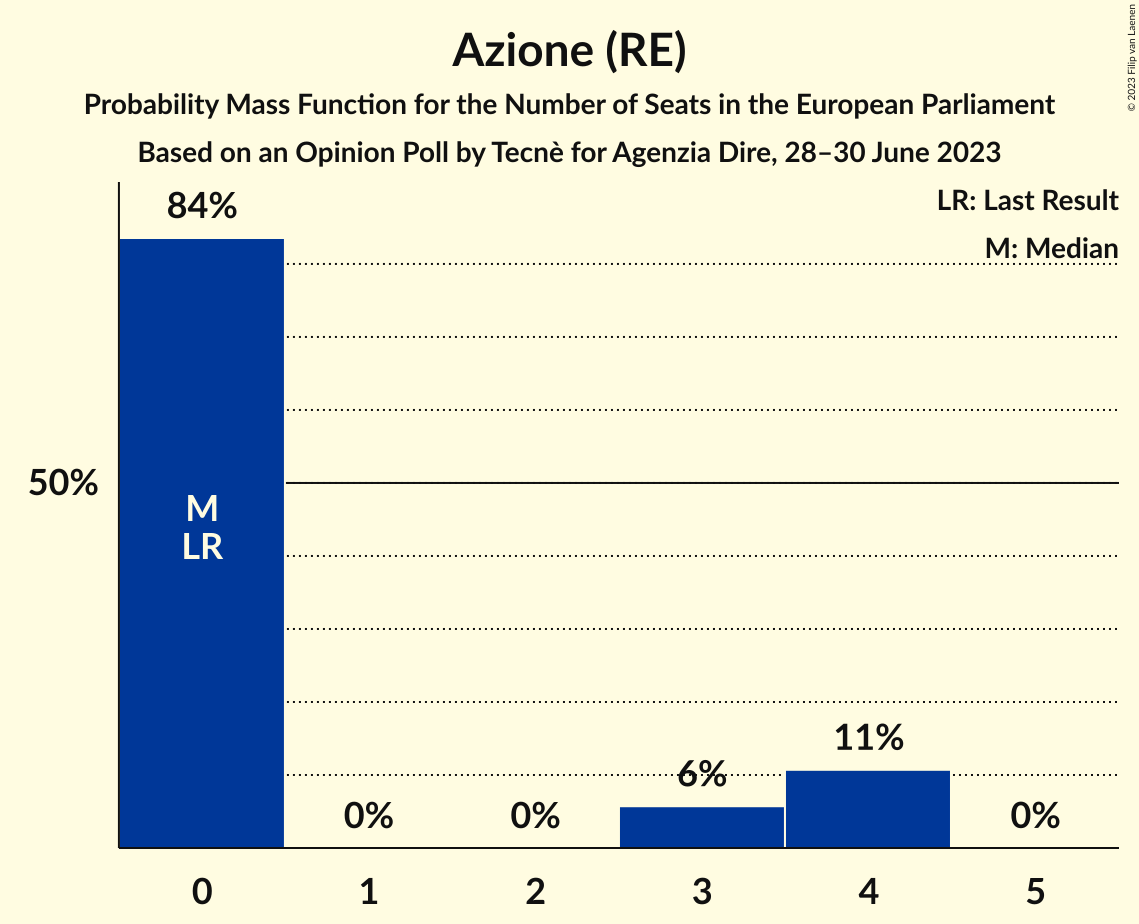 Azione (RE)
Probability Mass Function for the Number of Seats in the European Parliament
Based on an Opinion Poll by Tecnè for Agenzia Dire, 28–30 June 2023
© 2023 Filip van Laenen
LR: Last Result
M: Median
84%
50%
M
LR
0%
0%
6%
11%
0%
0
1
2
3
4
5